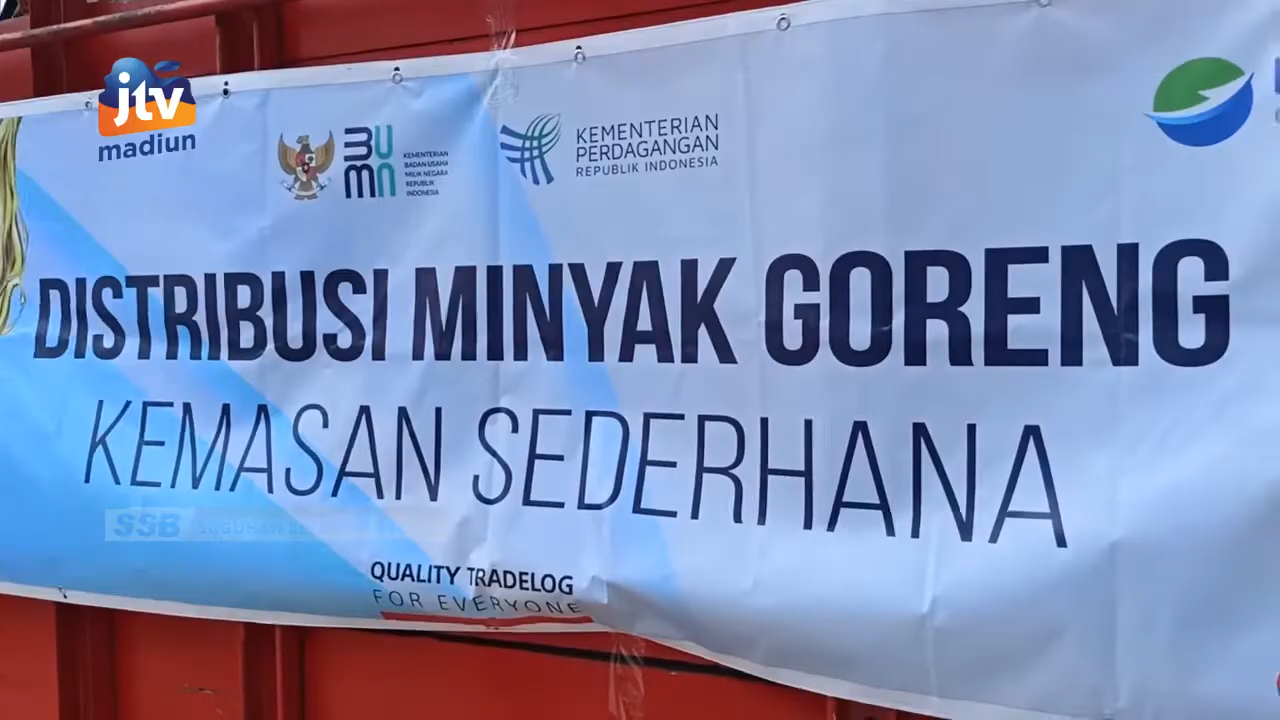 jtv
madiun
BUMN
KEMENTERIAN
BADAN USAHA
MILIK NEGARA
REPUBLIK
INDONESIA
KEMENTERIAN
PERDAGANGAN
REPUBLIK INDONESIA
DISTRIBUSI MINYAK GORENG
KEMASAN SEDERHANA
SSB
QUALITY TRADELOG
FOR EVERYONE